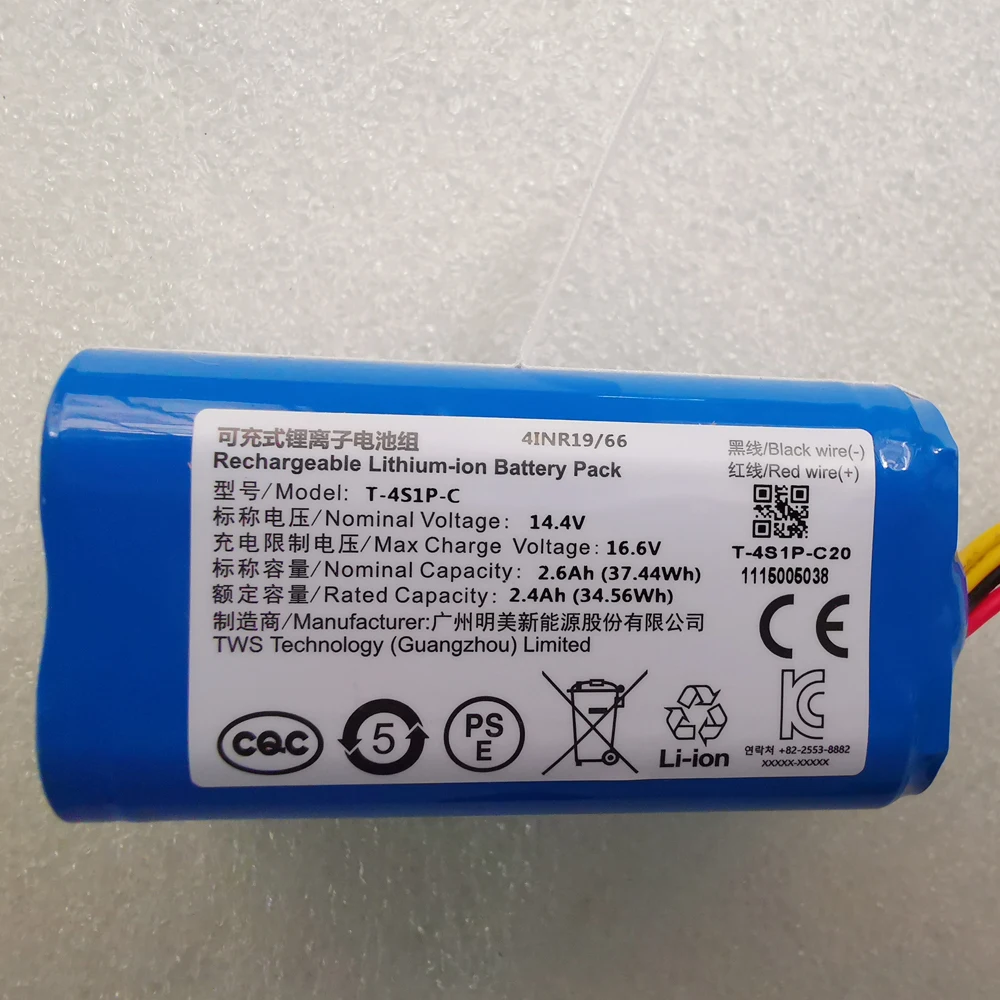 可充式锂离子电池组 4INR19/66
Rechargeable Lithium-ion Battery Pack
黑线/Black wire(-)
红线/Red wire(+)
型号/Model: T-4S1P-C
标称电压/Nominal Voltage: 14.4V
充电限制电压/Max Charge Voltage: 16.6V
标称容量/Nominal Capacity: 2.6Ah (37.44Wh)
额定容量/Rated Capacity: 2.4Ah (34.56Wh)
制造商/Manufacturer:广州明美新能源股份有限公司
TWS Technology (Guangzhou) Limited
T-4S1P-C20
1115005038
CE
CQC
5
PS
E
Li-ion
KC
연락처 +82-2553-8882
XXXXX-XXXXX